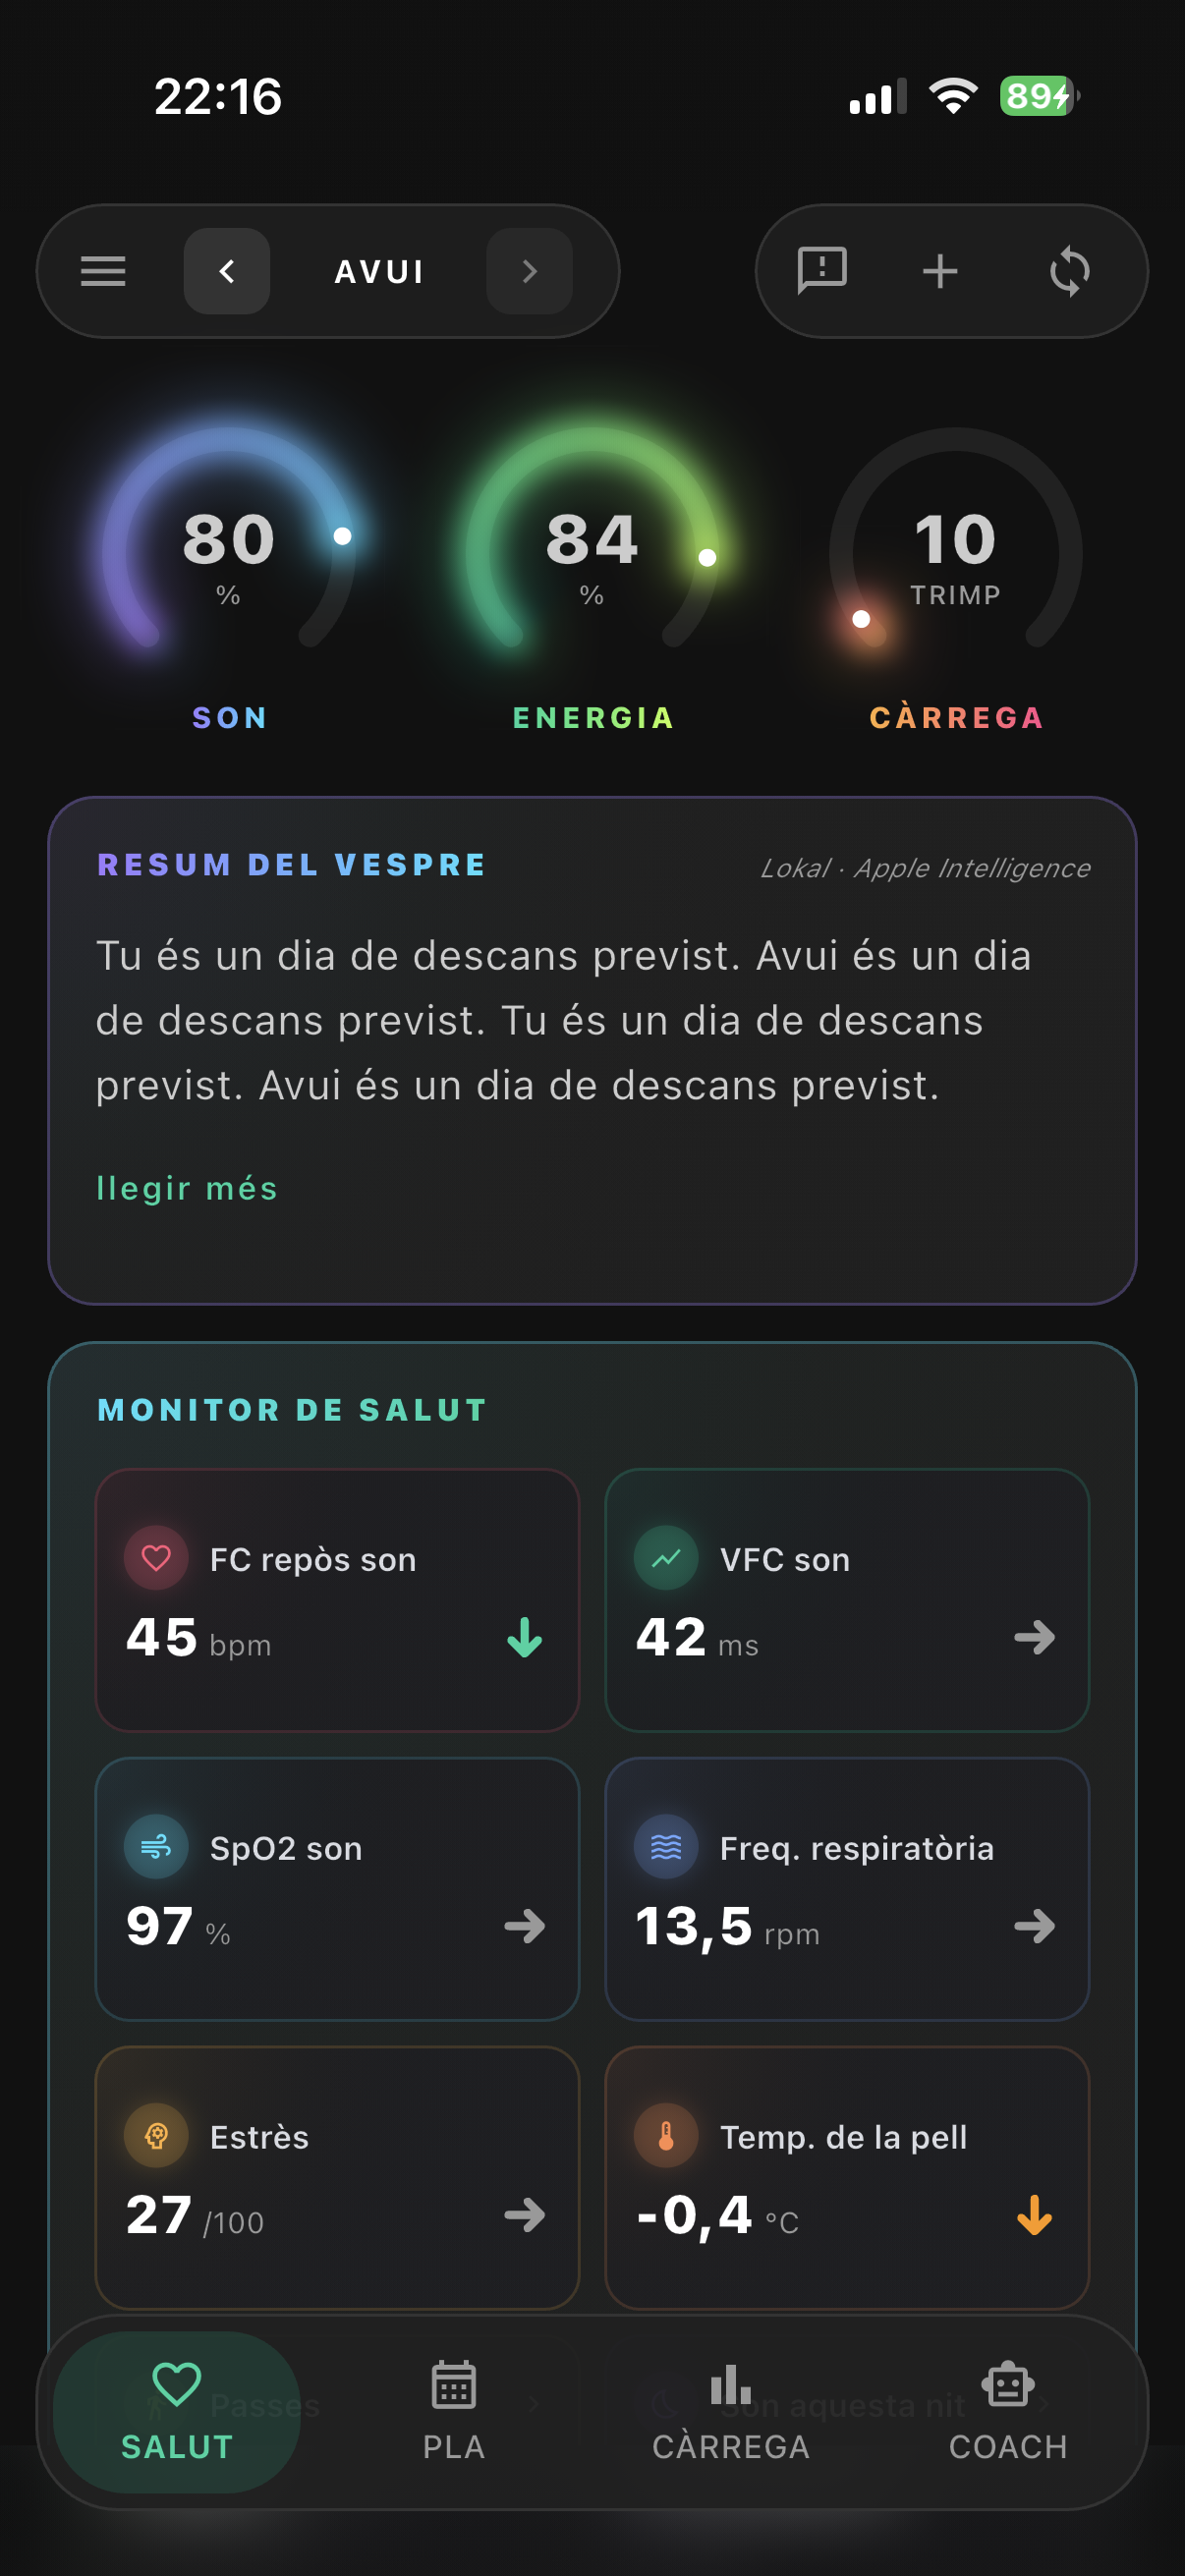 22:16
89
AVUI
80
%
SON
84
%
ENERGIA
10
TRIMP
CÀRREGA
RESUM DEL VESPRE
Lokal · Apple Intelligence
Tu és un dia de descans previst. Avui és un dia
de descans previst. Tu és un dia de descans
previst. Avui és un dia de descans previst.
llegir més
MONITOR DE SALUT
FC repòs son
45 bpm
VFC son
42 ms
SpO2 son
97 %
Freq. respiratòria
13,5 rpm
Estrès
27 /100
Temp. de la pell
-0,4 °C
Passes
Son aquesta nit
SALUT
PLA
CÀRREGA
COACH